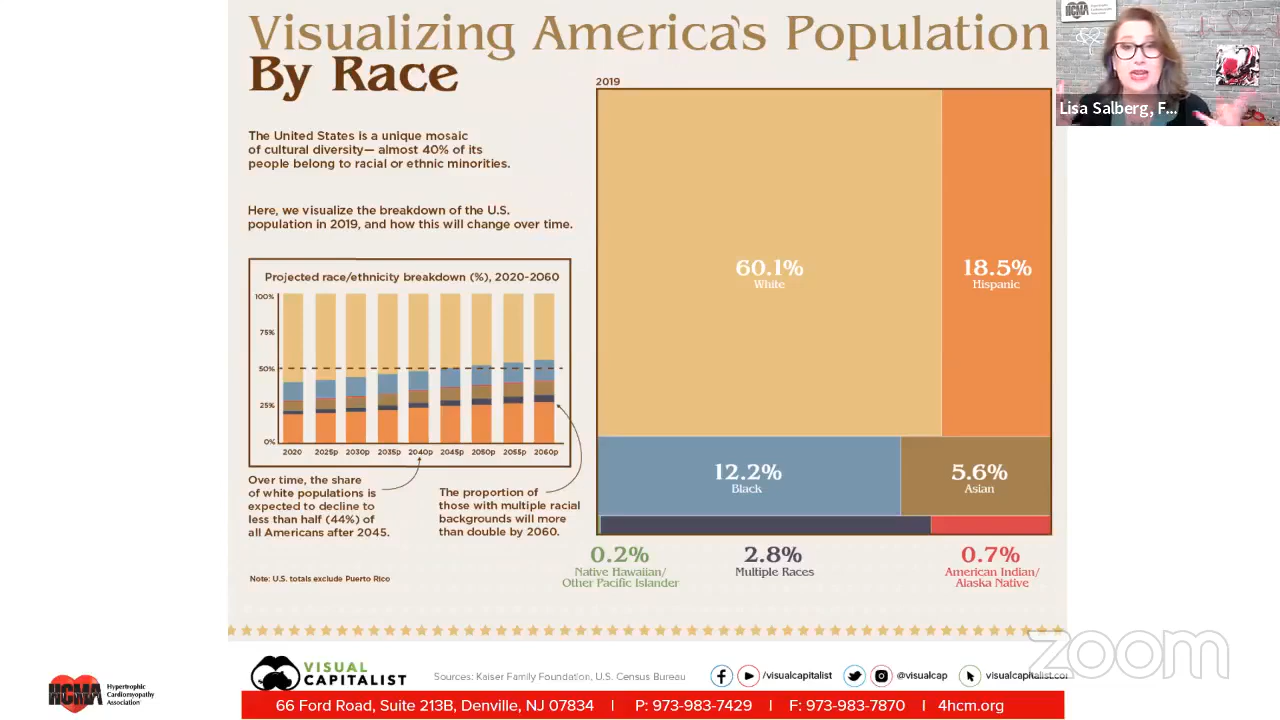 Visualizing America's Population
By Race
The United States is a unique mosaic
of cultural diversity— almost 40% of its
people belong to racial or ethnic minorities.
Here, we visualize the breakdown of the U.S.
population in 2019, and how this will change over time.
Projected race/ethnicity breakdown (%), 2020-2060
100%
75%
50%
25%
0%
2020 2025p 2030p 2035p 2040p 2045p 2050p 2055p 2060p
Over time, the share
of white populations is
expected to decline to
less than half (44%) of
all Americans after 2045.
The proportion of
those with multiple racial
backgrounds will more
than double by 2060.
Note: U.S. totals exclude Puerto Rico
2019
60.1%
White
18.5%
Hispanic
12.2%
Black
5.6%
Asian
0.2%
Native Hawaiian/
Other Pacific Islander
2.8%
Multiple Races
0.7%
American Indian/
Alaska Native
HCMA
Lisa Salberg, F...
zoom
VISUAL
CAPITALIST
Sources: Kaiser Family Foundation, U.S. Census Bureau
/visualcapitalist
@visualcap
visualcapitalist.co
HCMA
Hypertrophic
Cardiomyopathy
Association
66 Ford Road, Suite 213B, Denville, NJ 07834 | P: 973-983-7429 | F: 973-983-7870 | 4hcm.org